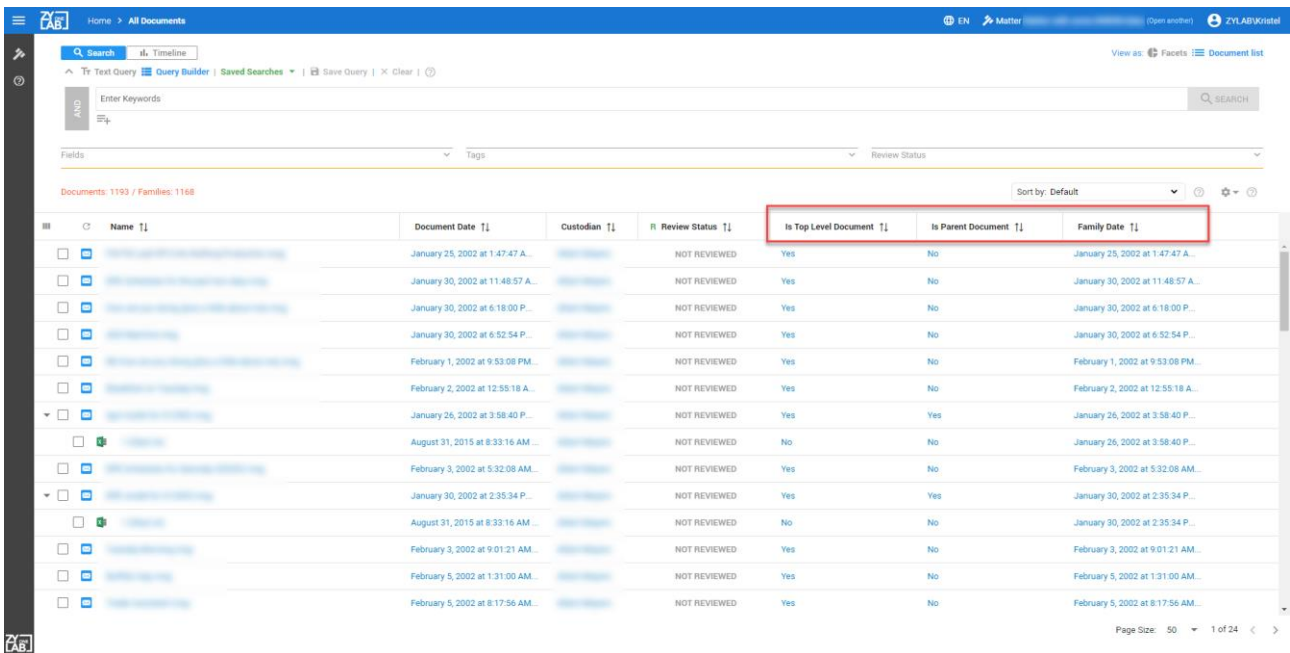 ZYLAB ONE Home > All Documents EN Matter (Open another) ZYLAB\Kristel
Search Timeline View as: Facets Document list
Tr Text Query Query Builder | Saved Searches | Save Query | Clear |
AND Enter Keywords SEARCH
Fields Tags Review Status
Documents: 1193 / Families: 1168 Sort by: Default
Name Document Date Custodian R Review Status Is Top Level Document Is Parent Document Family Date
January 25, 2002 at 1:47:47 A... NOT REVIEWED Yes No January 25, 2002 at 1:47:47 A...
January 30, 2002 at 11:48:57 A... NOT REVIEWED Yes No January 30, 2002 at 11:48:57 A...
January 30, 2002 at 6:18:00 P... NOT REVIEWED Yes No January 30, 2002 at 6:18:00 P...
January 30, 2002 at 6:52:54 P... NOT REVIEWED Yes No January 30, 2002 at 6:52:54 P...
February 1, 2002 at 9:53:08 PM... NOT REVIEWED Yes No February 1, 2002 at 9:53:08 PM...
February 2, 2002 at 12:55:18 A... NOT REVIEWED Yes No February 2, 2002 at 12:55:18 A...
January 26, 2002 at 3:58:40 P... NOT REVIEWED Yes Yes January 26, 2002 at 3:58:40 P...
August 31, 2015 at 8:33:16 AM ... NOT REVIEWED No No January 26, 2002 at 3:58:40 P...
February 3, 2002 at 5:32:08 AM... NOT REVIEWED Yes No February 3, 2002 at 5:32:08 AM...
January 30, 2002 at 2:35:34 P... NOT REVIEWED Yes Yes January 30, 2002 at 2:35:34 P...
August 31, 2015 at 8:33:16 AM ... NOT REVIEWED No No January 30, 2002 at 2:35:34 P...
February 3, 2002 at 9:01:21 AM... NOT REVIEWED Yes No February 3, 2002 at 9:01:21 AM...
February 5, 2002 at 1:31:00 AM... NOT REVIEWED Yes No February 5, 2002 at 1:31:00 AM...
February 5, 2002 at 8:17:56 AM... NOT REVIEWED Yes No February 5, 2002 at 8:17:56 AM...
Page Size: 50 1 of 24
ZYLAB ONE